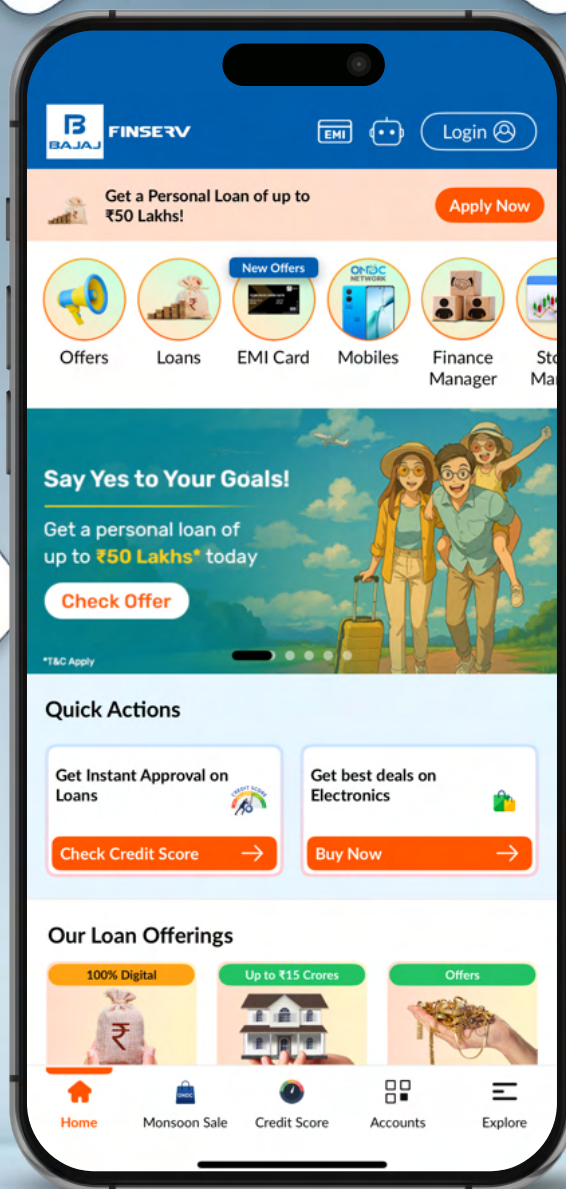 BAJAJ
FINSERV
EMI
Login
Get a Personal Loan of up to
₹50 Lakhs!
Apply Now
New Offers
ONDC
NETWORK
Offers
Loans
EMI Card
Mobiles
Finance
Manager
Sto
Ma
Say Yes to Your Goals!
Get a personal loan of
up to ₹50 Lakhs* today
Check Offer
*T&C Apply
Quick Actions
Get Instant Approval on
Loans
CREDIT SCORE
Check Credit Score
Get best deals on
Electronics
Buy Now
Our Loan Offerings
100% Digital
Up to ₹15 Crores
Offers
₹
Home
ONDC
Monsoon Sale
Credit Score
Accounts
Explore